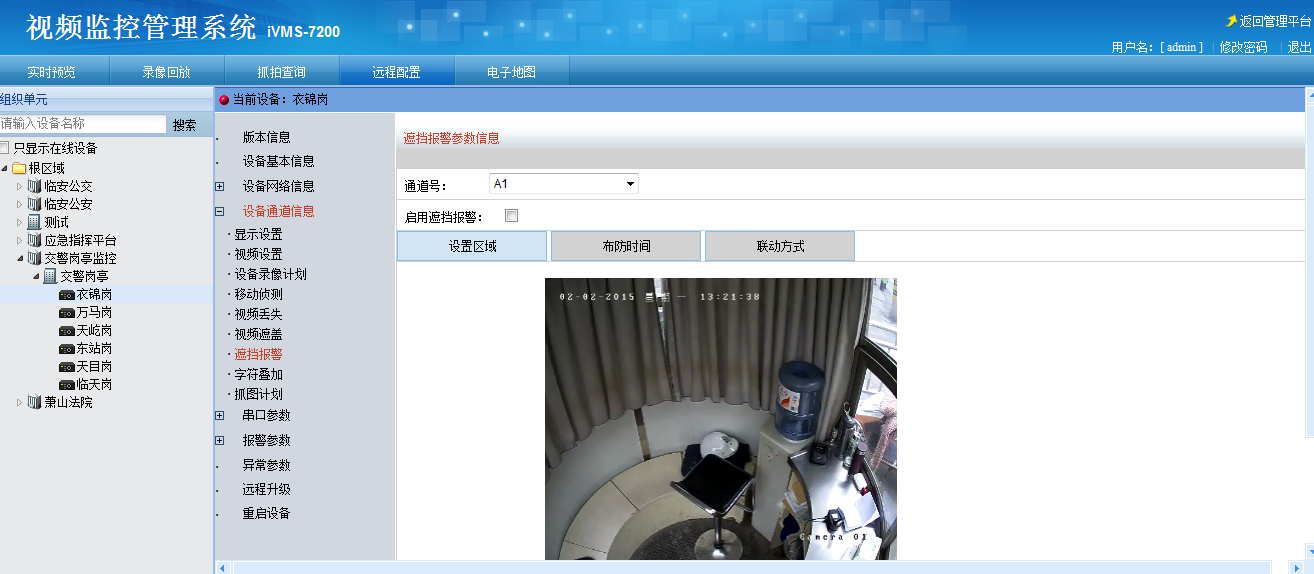 视频监控管理系统 iVMS-7200
返回管理平台
用户名：[ admin ] | 修改密码 | 退出
实时预览 录像回放 抓拍查询 远程配置 电子地图
组织单元
请输入设备名称 搜索
只显示在线设备
根区域
临安公交
临安公安
测试
应急指挥平台
交警岗亭监控
交警岗亭
衣锦岗
万马岗
天屹岗
东站岗
天目岗
临天岗
萧山法院
当前设备：衣锦岗
版本信息
设备基本信息
设备网络信息
设备通道信息
显示设置
视频设置
设备录像计划
移动侦测
视频丢失
视频遮盖
遮挡报警
字符叠加
抓图计划
串口参数
报警参数
异常参数
远程升级
重启设备
遮挡报警参数信息
通道号： A1
启用遮挡报警：
设置区域 布防时间 联动方式
02-02-2015 星期一 13:21:38
Camera 01